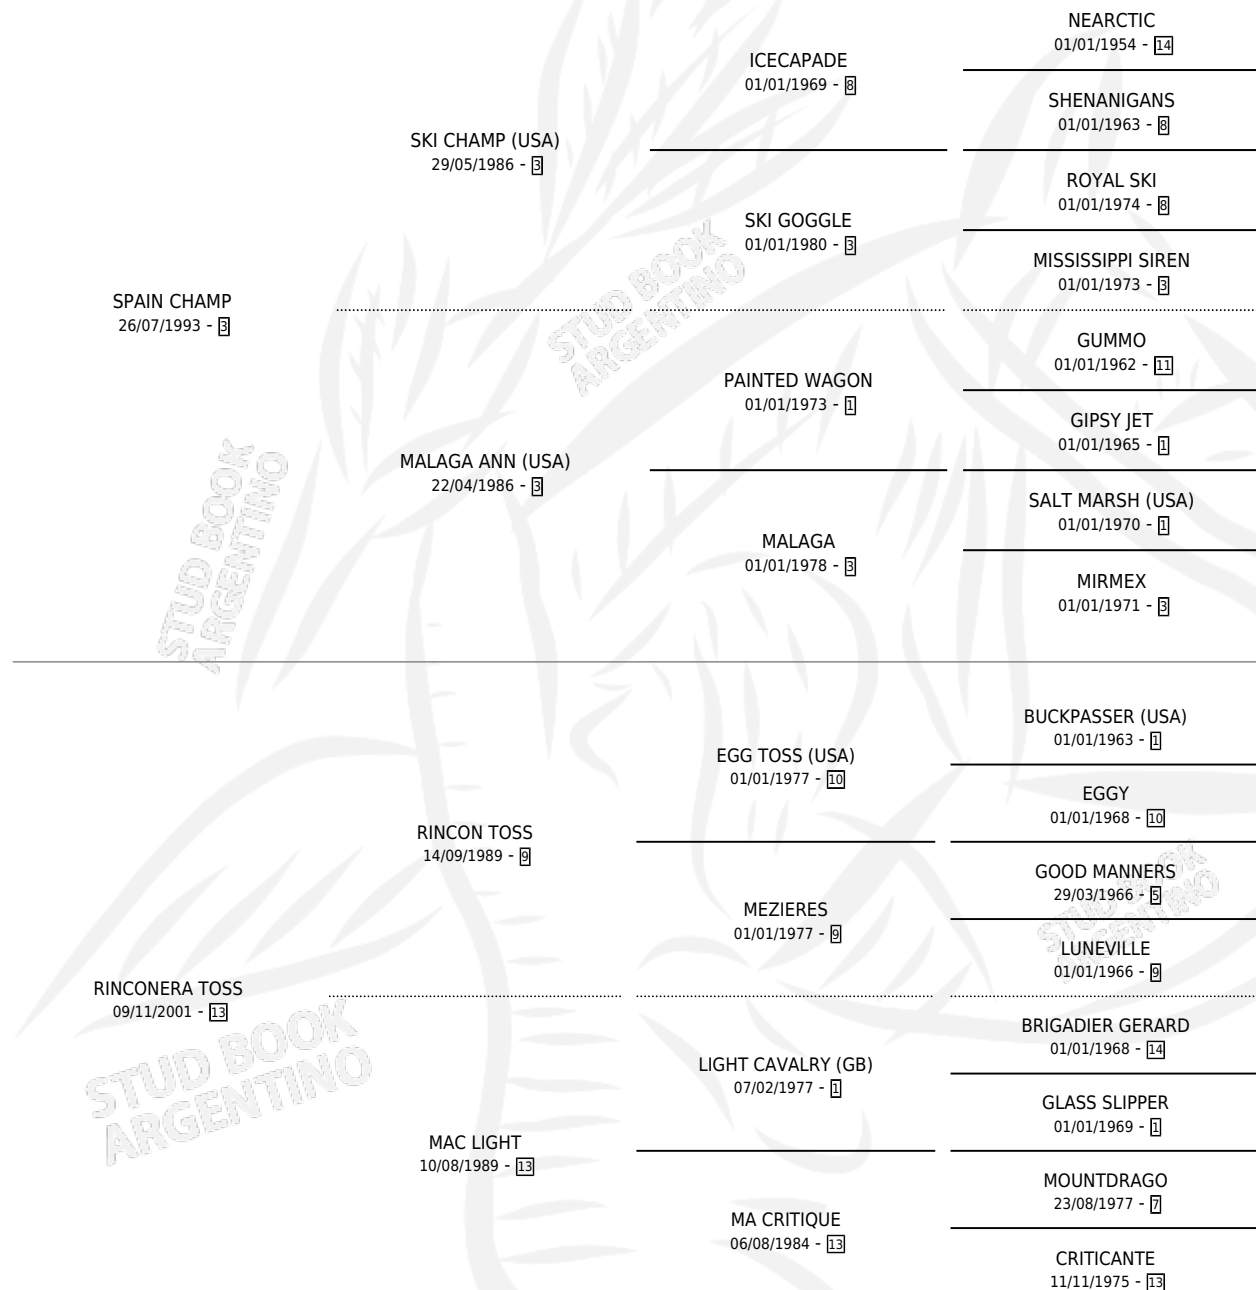 NEARCTIC
01/01/1954 - 14
ICECAPADE
01/01/1969 - 8
SHENANIGANS
01/01/1963 - 8
SKI CHAMP (USA)
29/05/1986 - 3
ROYAL SKI
01/01/1974 - 8
SKI GOGGLE
01/01/1980 - 3
MISSISSIPPI SIREN
01/01/1973 - 3
SPAIN CHAMP
26/07/1993 - 3
STUD BOOK
ARGENTINO
GUMMO
01/01/1962 - 11
PAINTED WAGON
01/01/1973 - 1
GIPSY JET
01/01/1965 - 1
MALAGA ANN (USA)
22/04/1986 - 3
SALT MARSH (USA)
01/01/1970 - 1
MALAGA
01/01/1978 - 3
MIRMEX
01/01/1971 - 3
STUD BOOK
ARGENTINO
BUCKPASSER (USA)
01/01/1963 - 1
EGG TOSS (USA)
01/01/1977 - 10
EGGY
01/01/1968 - 10
RINCON TOSS
14/09/1989 - 9
GOOD MANNERS
29/03/1966 - 5
MEZIERES
01/01/1977 - 9
LUNEVILLE
01/01/1966 - 9
STUD BOOK
ARGENTINO
RINCONERA TOSS
09/11/2001 - 13
BRIGADIER GERARD
01/01/1968 - 14
LIGHT CAVALRY (GB)
07/02/1977 - 1
GLASS SLIPPER
01/01/1969 - 1
STUD BOOK
ARGENTINO
MAC LIGHT
10/08/1989 - 13
MOUNTDRAGO
23/08/1977 - 7
MA CRITIQUE
06/08/1984 - 13
CRITICANTE
11/11/1975 - 13